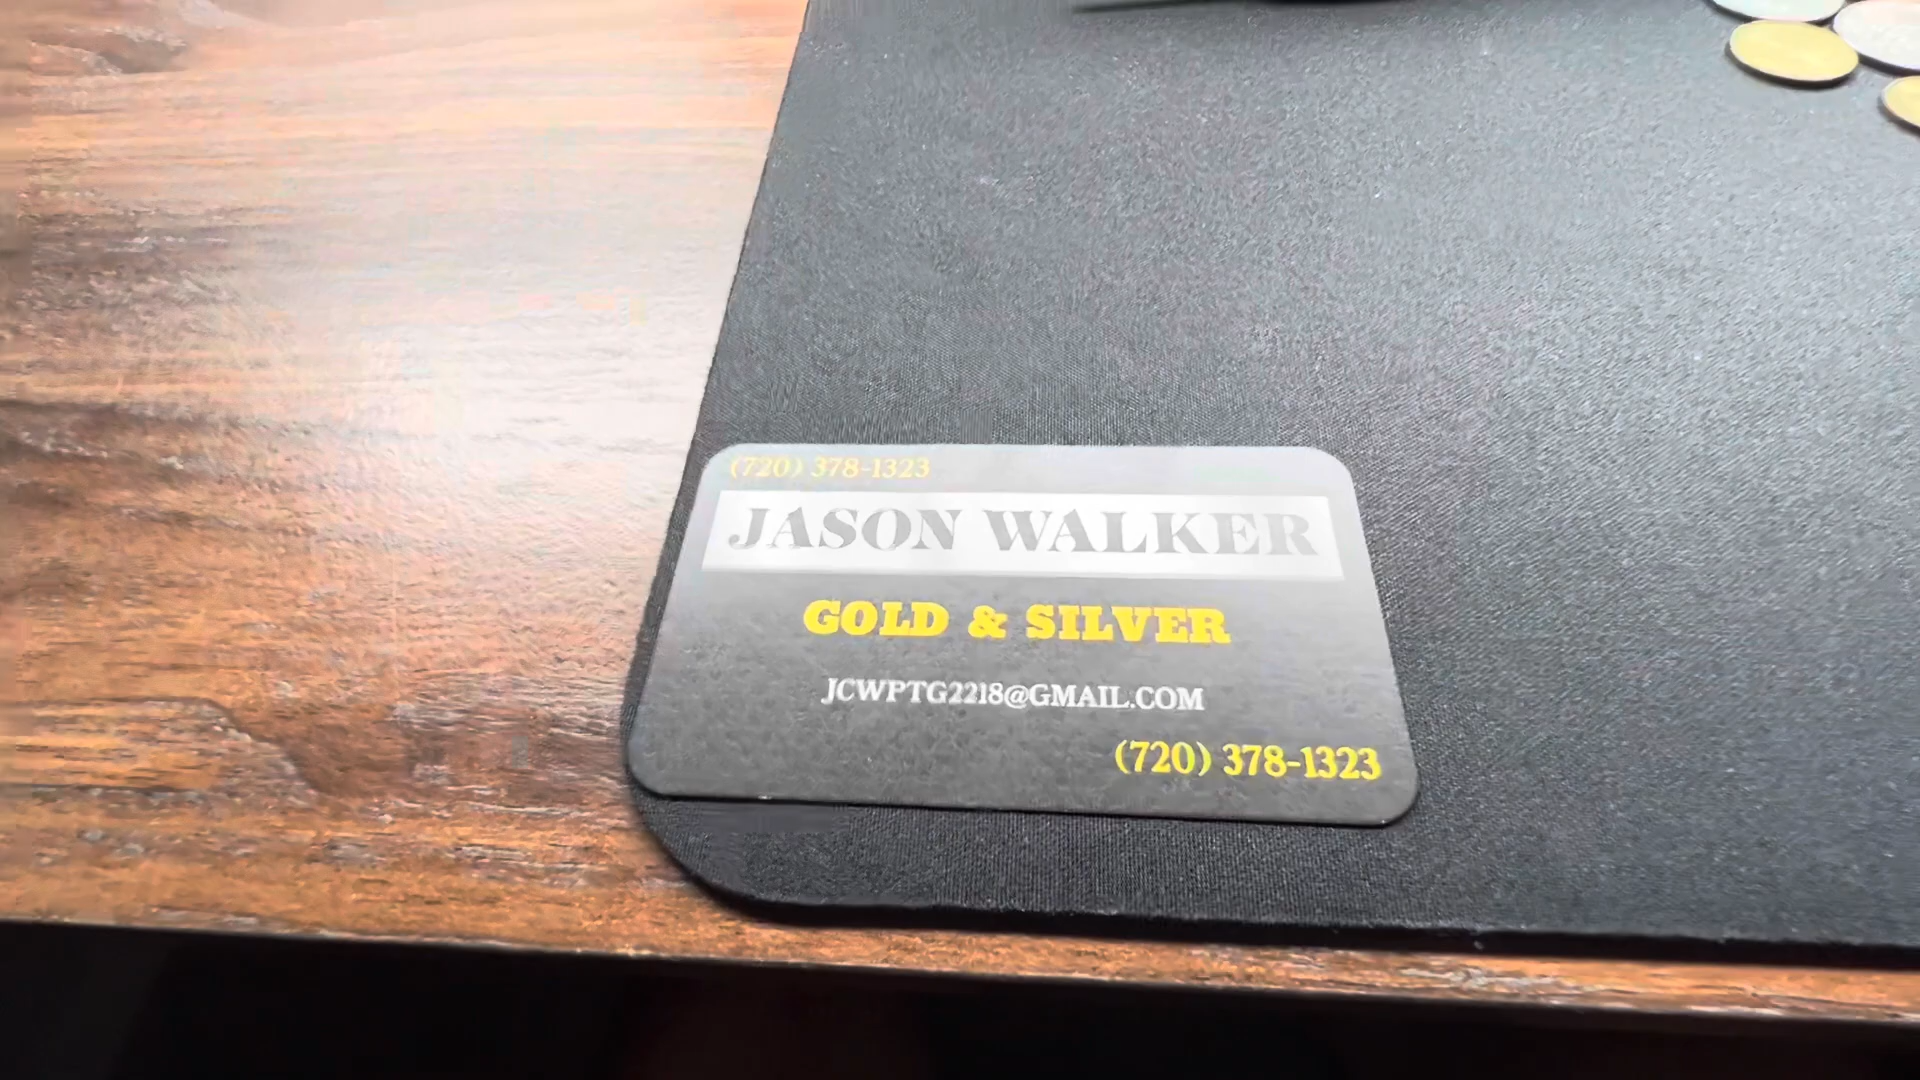 (720) 378-1323
JASON WALKER
GOLD & SILVER
JCWPTG2218@GMAIL.COM
(720) 378-1323